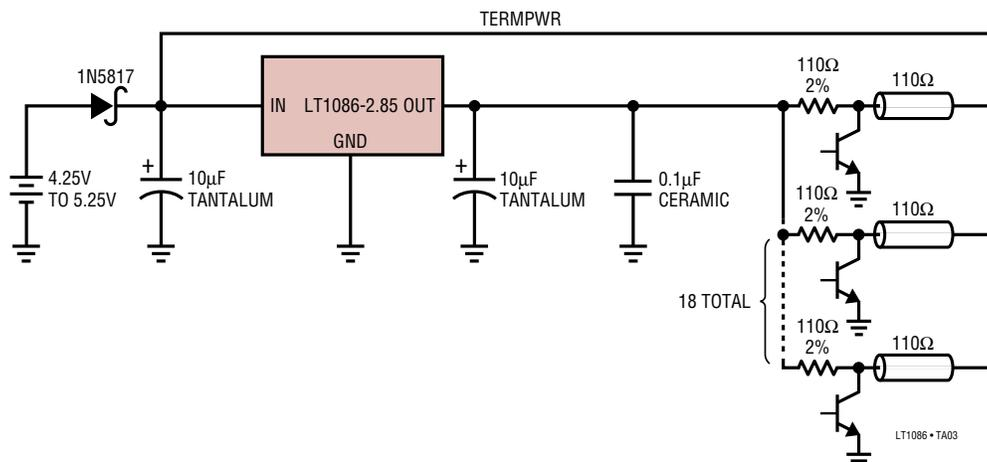 TERMPWR
1N5817
IN LT1086-2.85 OUT
GND
+
10µF
TANTALUM
4.25V
TO 5.25V
+
10µF
TANTALUM
0.1µF
CERAMIC
110Ω
2%
110Ω
110Ω
2%
110Ω
18 TOTAL
110Ω
2%
110Ω
LT1086 • TA03